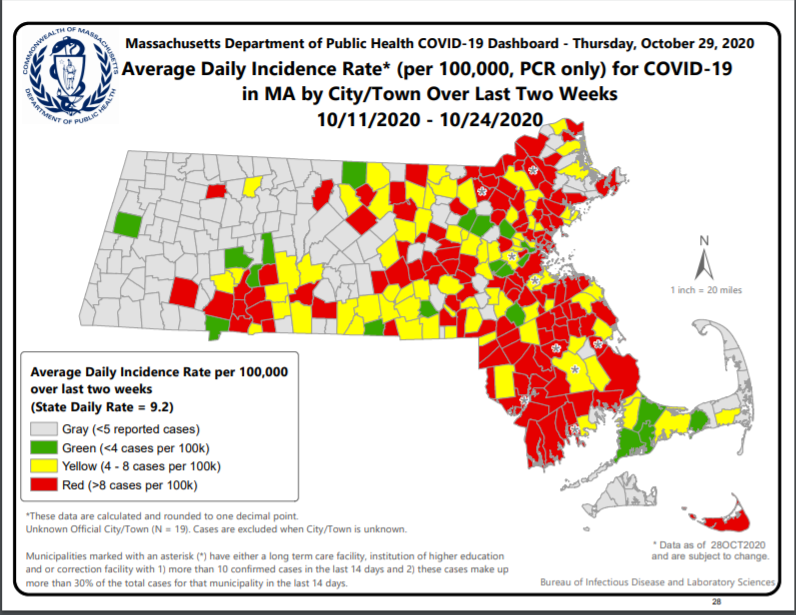 COMMONWEALTH OF MASSACHUSETTS
DEPARTMENT OF PUBLIC HEALTH
Massachusetts Department of Public Health COVID-19 Dashboard - Thursday, October 29, 2020
Average Daily Incidence Rate* (per 100,000, PCR only) for COVID-19
in MA by City/Town Over Last Two Weeks
10/11/2020 - 10/24/2020
N
1 inch = 20 miles
Average Daily Incidence Rate per 100,000
over last two weeks
(State Daily Rate = 9.2)
Gray (<5 reported cases)
Green (<4 cases per 100k)
Yellow (4 - 8 cases per 100k)
Red (>8 cases per 100k)
*These data are calculated and rounded to one decimal point.
Unknown Official City/Town (N = 19). Cases are excluded when City/Town is unknown.
Municipalities marked with an asterisk (*) have either a long term care facility, institution of higher education
and or correction facility with 1) more than 10 confirmed cases in the last 14 days and 2) these cases make up
more than 30% of the total cases for that municipality in the last 14 days.
* Data as of 28OCT2020
and are subject to change.
Bureau of Infectious Disease and Laboratory Sciences
28